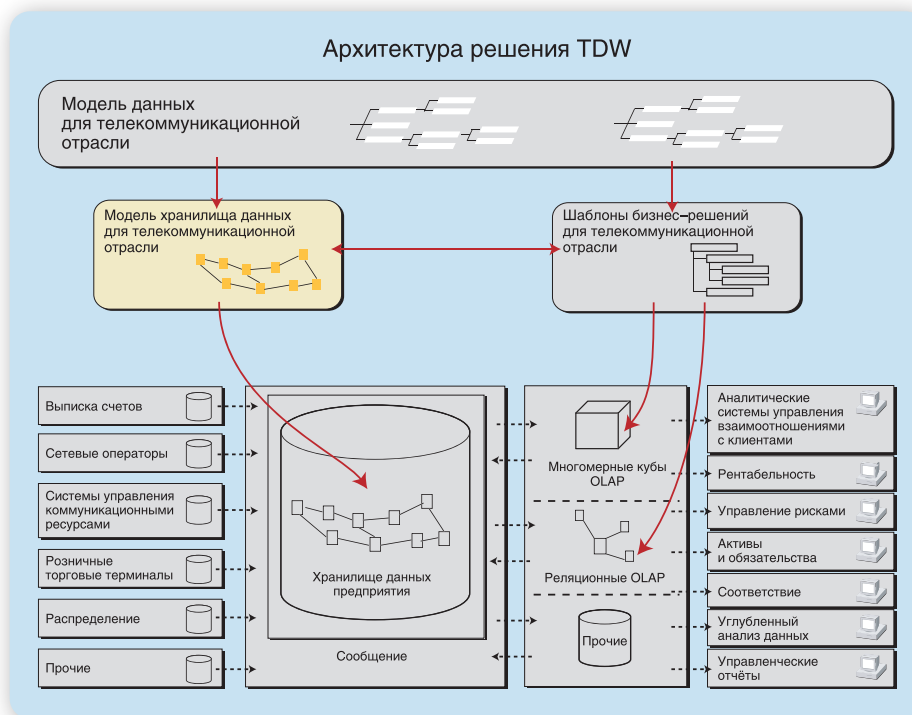 Архитектура решения TDW
Модель данных
для телекоммуникационной
отрасли
Модель хранилища данных
для телекоммуникационной
отрасли
Шаблоны бизнес–решений
для телекоммуникационной
отрасли
Выписка счетов
Сетевые операторы
Системы управления
коммуникационными
ресурсами
Розничные
торговые терминалы
Распределение
Прочие
Хранилище данных
предприятия
Сообщение
Многомерные кубы
OLAP
Реляционные OLAP
Прочие
Аналитические
системы управления
взаимоотношениями
с клиентами
Рентабельность
Управление рисками
Активы
и обязательства
Соответствие
Углубленный
анализ данных
Управленческие
отчёты